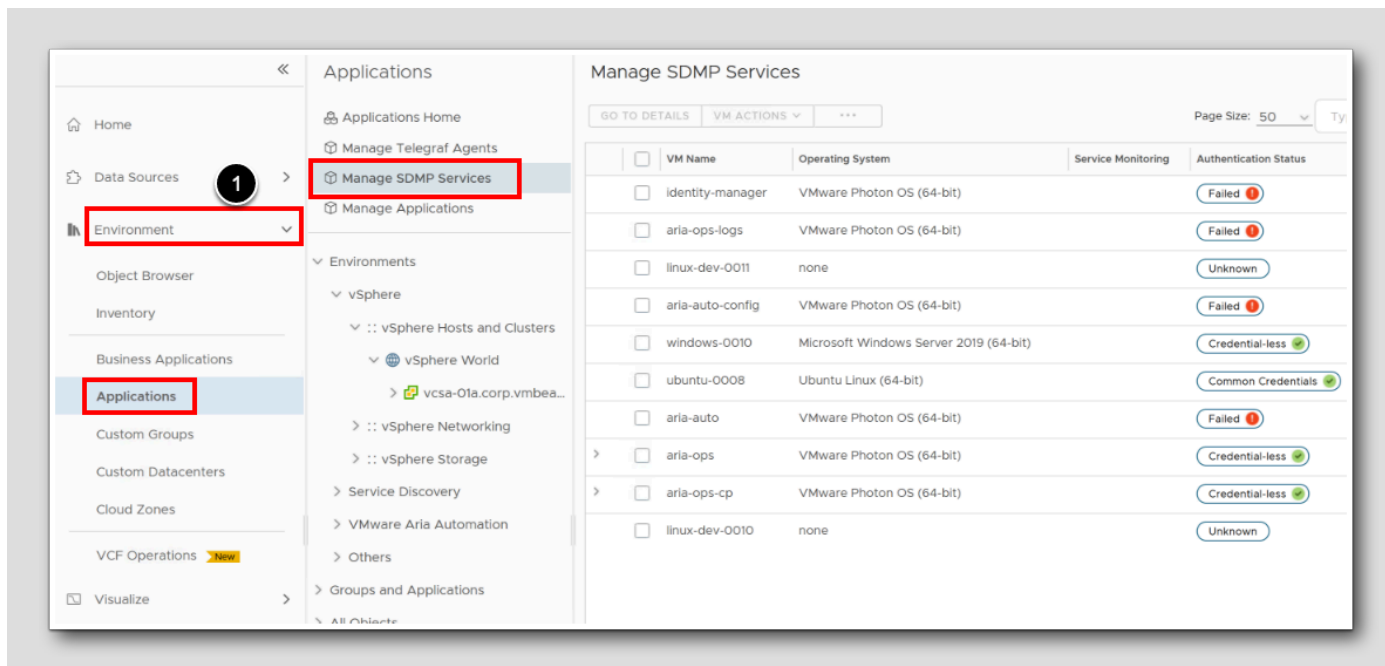 «
Home
Data Sources
1
Environment
Object Browser
Inventory
Business Applications
Applications
Custom Groups
Custom Datacenters
Cloud Zones
VCF Operations New
Visualize
Applications
Applications Home
Manage Telegraf Agents
Manage SDMP Services
Manage Applications
Environments
vSphere
:: vSphere Hosts and Clusters
vSphere World
vcsa-01a.corp.vmbea...
:: vSphere Networking
:: vSphere Storage
Service Discovery
VMware Aria Automation
Others
Groups and Applications
All Objects
Manage SDMP Services
GO TO DETAILS VM ACTIONS ...
Page Size: 50
VM Name Operating System Service Monitoring Authentication Status
identity-manager VMware Photon OS (64-bit) Failed
aria-ops-logs VMware Photon OS (64-bit) Failed
linux-dev-0011 none Unknown
aria-auto-config VMware Photon OS (64-bit) Failed
windows-0010 Microsoft Windows Server 2019 (64-bit) Credential-less
ubuntu-0008 Ubuntu Linux (64-bit) Common Credentials
aria-auto VMware Photon OS (64-bit) Failed
aria-ops VMware Photon OS (64-bit) Credential-less
aria-ops-cp VMware Photon OS (64-bit) Credential-less
linux-dev-0010 none Unknown